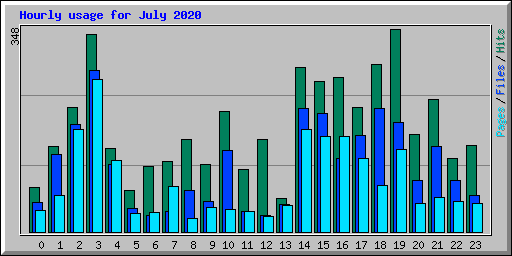 Hourly usage for July 2020
348
Pages/Files/Hits
0 1 2 3 4 5 6 7 8 9 10 11 12 13 14 15 16 17 18 19 20 21 22 23